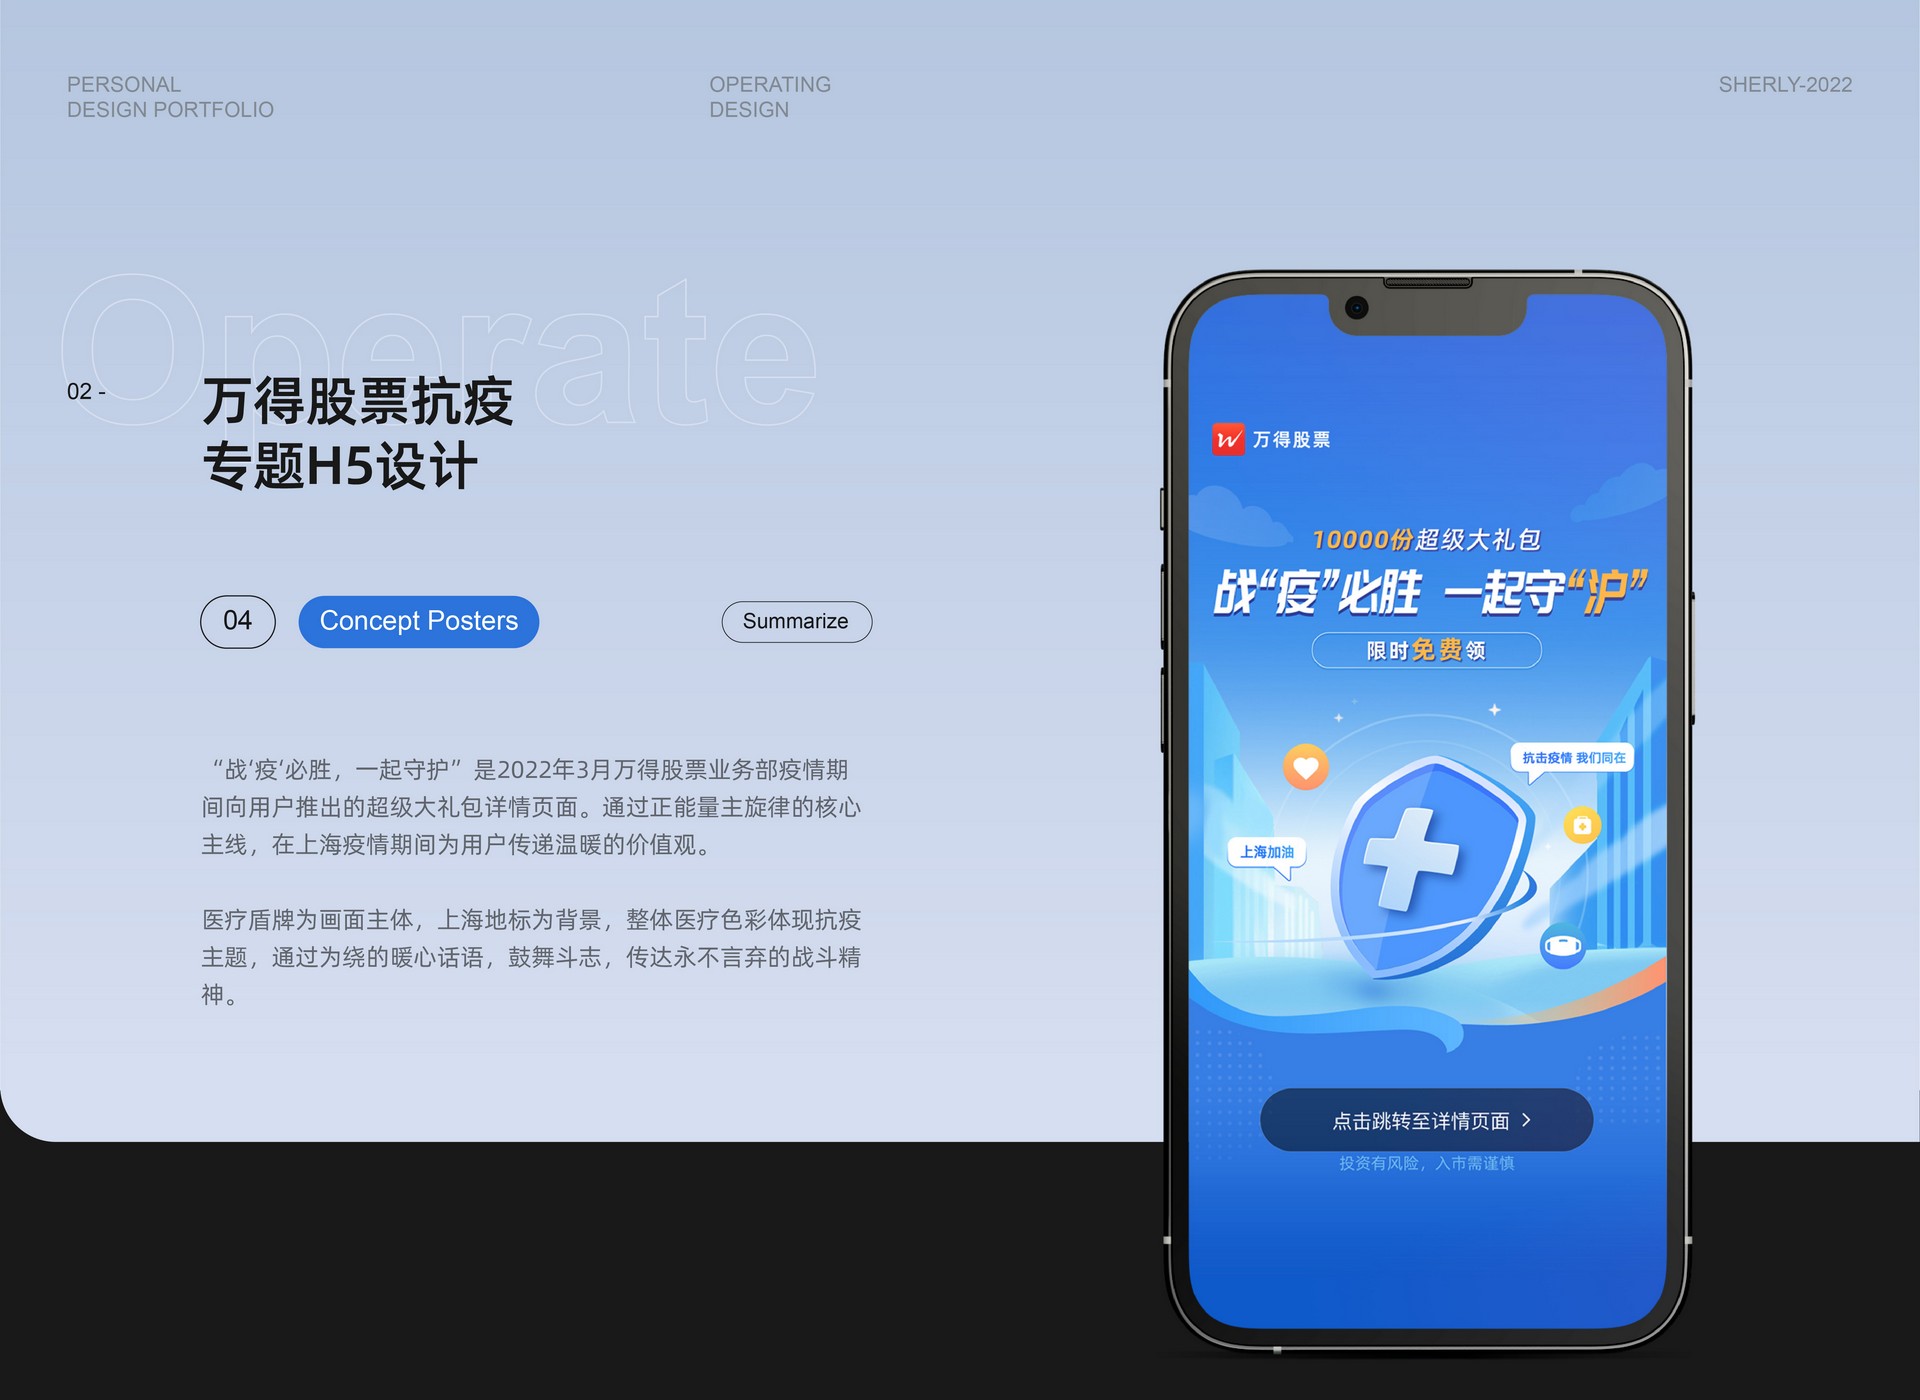 PERSONAL
DESIGN PORTFOLIO
OPERATING
DESIGN
SHERLY-2022
Operate
02 -
万得股票抗疫
专题H5设计
04
Concept Posters
Summarize
“战‘疫‘必胜，一起守护”是2022年3月万得股票业务部疫情期
间向用户推出的超级大礼包详情页面。通过正能量主旋律的核心
主线，在上海疫情期间为用户传递温暖的价值观。
医疗盾牌为画面主体，上海地标为背景，整体医疗色彩体现抗疫
主题，通过为绕的暖心话语，鼓舞斗志，传达永不言弃的战斗精
神。
W 万得股票
10000份超级大礼包
战“疫”必胜 一起守“沪”
限时免费领
抗击疫情 我们同在
上海加油
点击跳转至详情页面 >
投资有风险，入市需谨慎